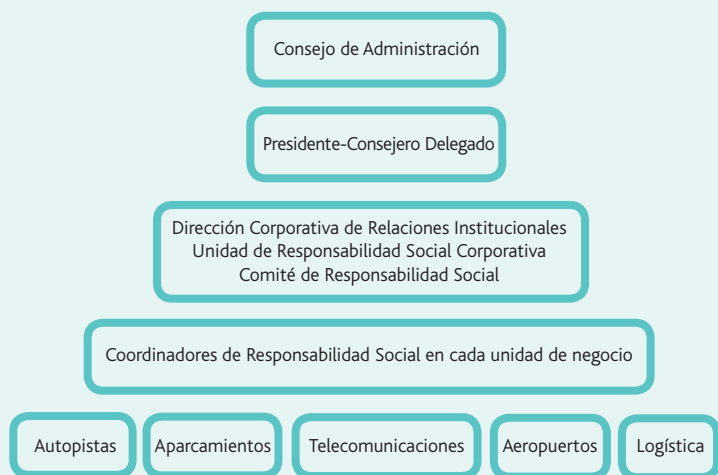 Consejo de Administración
Presidente-Consejero Delegado
Dirección Corporativa de Relaciones Institucionales
Unidad de Responsabilidad Social Corporativa
Comité de Responsabilidad Social
Coordinadores de Responsabilidad Social en cada unidad de negocio
Autopistas
Aparcamientos
Telecomunicaciones
Aeropuertos
Logística